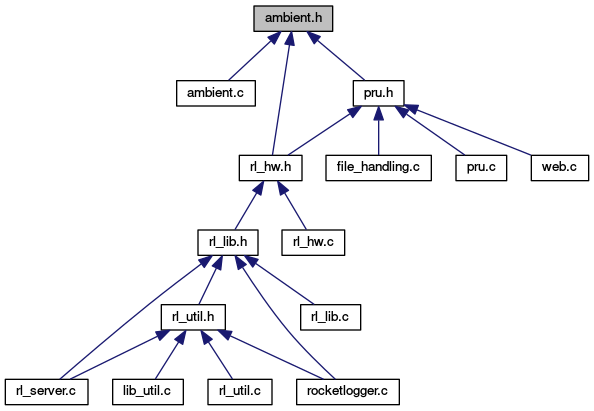 ambient.h
ambient.c
pru.h
rl_hw.h
file_handling.c
pru.c
web.c
rl_lib.h
rl_hw.c
rl_util.h
rl_lib.c
rl_server.c
lib_util.c
rl_util.c
rocketlogger.c